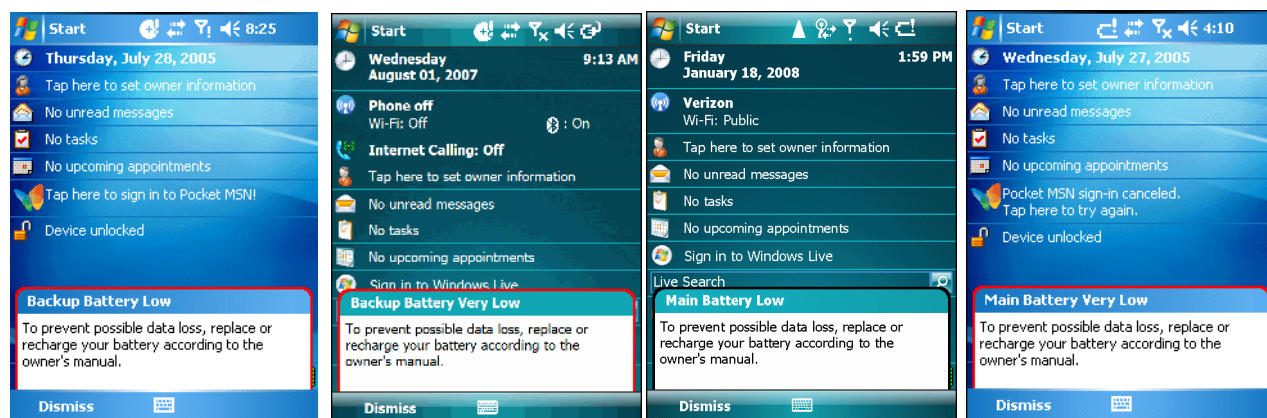 Start 8:25
Thursday, July 28, 2005
Tap here to set owner information
No unread messages
No tasks
No upcoming appointments
Tap here to sign in to Pocket MSN!
Device unlocked
Backup Battery Low
To prevent possible data loss, replace or
recharge your battery according to the
owner's manual.
Dismiss
Start
Wednesday 9:13 AM
August 01, 2007
Phone off
Wi-Fi: Off : On
Internet Calling: Off
Tap here to set owner information
No unread messages
No tasks
No upcoming appointments
Sign in to Windows Live
Backup Battery Very Low
To prevent possible data loss, replace or
recharge your battery according to the
owner's manual.
Dismiss
Start
Friday 1:59 PM
January 18, 2008
Verizon
Wi-Fi: Public
Tap here to set owner information
No unread messages
No tasks
No upcoming appointments
Sign in to Windows Live
Live Search
Main Battery Low
To prevent possible data loss, replace or
recharge your battery according to the
owner's manual.
Dismiss
Start 4:10
Wednesday, July 27, 2005
Tap here to set owner information
No unread messages
No tasks
No upcoming appointments
Pocket MSN sign-in canceled.
Tap here to try again.
Device unlocked
Main Battery Very Low
To prevent possible data loss, replace or
recharge your battery according to the
owner's manual.
Dismiss